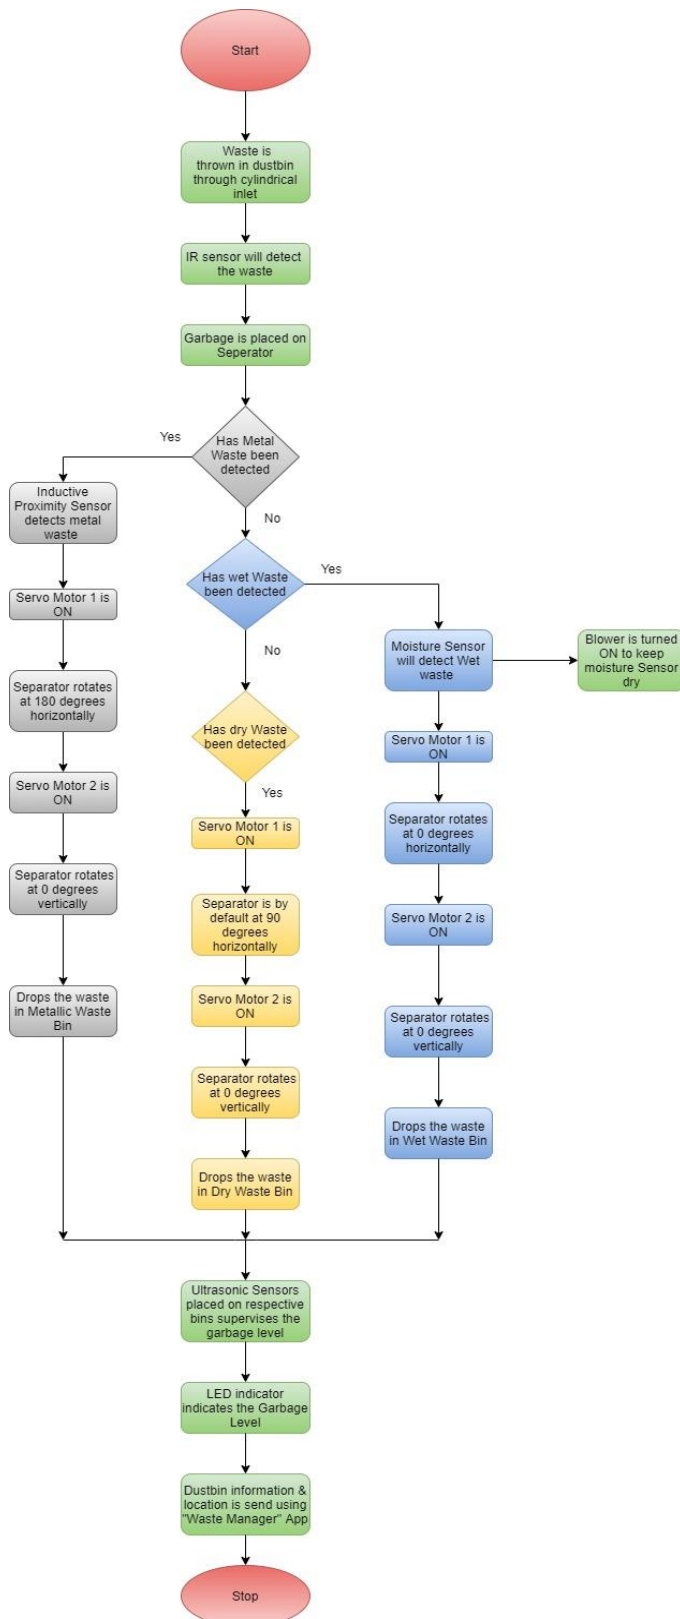 Start
Waste is
thrown in dustbin
through cylindrical
inlet
IR sensor will detect
the waste
Garbage is placed on
Seperator
Has Metal
Waste been
detected
Yes
Inductive
Proximity Sensor
detects metal
waste
Servo Motor 1 is
ON
Separator rotates
at 180 degrees
horizontally
Servo Motor 2 is
ON
Separator rotates
at 0 degrees
vertically
Drops the waste
in Metallic Waste
Bin
No
Has wet Waste
been detected
Yes
Moisture Sensor
will detect Wet
waste
Blower is turned
ON to keep
moisture Sensor
dry
Servo Motor 1 is
ON
Separator rotates
at 0 degrees
horizontally
Servo Motor 2 is
ON
Separator rotates
at 0 degrees
vertically
Drops the waste
in Wet Waste Bin
No
Has dry Waste
been detected
Yes
Servo Motor 1 is
ON
Separator is by
default at 90
degrees
horizontally
Servo Motor 2 is
ON
Separator rotates
at 0 degrees
vertically
Drops the waste
in Dry Waste Bin
Ultrasonic Sensors
placed on respective
bins supervises the
garbage level
LED indicator
indicates the Garbage
Level
Dustbin information &
location is send using
"Waste Manager" App
Stop